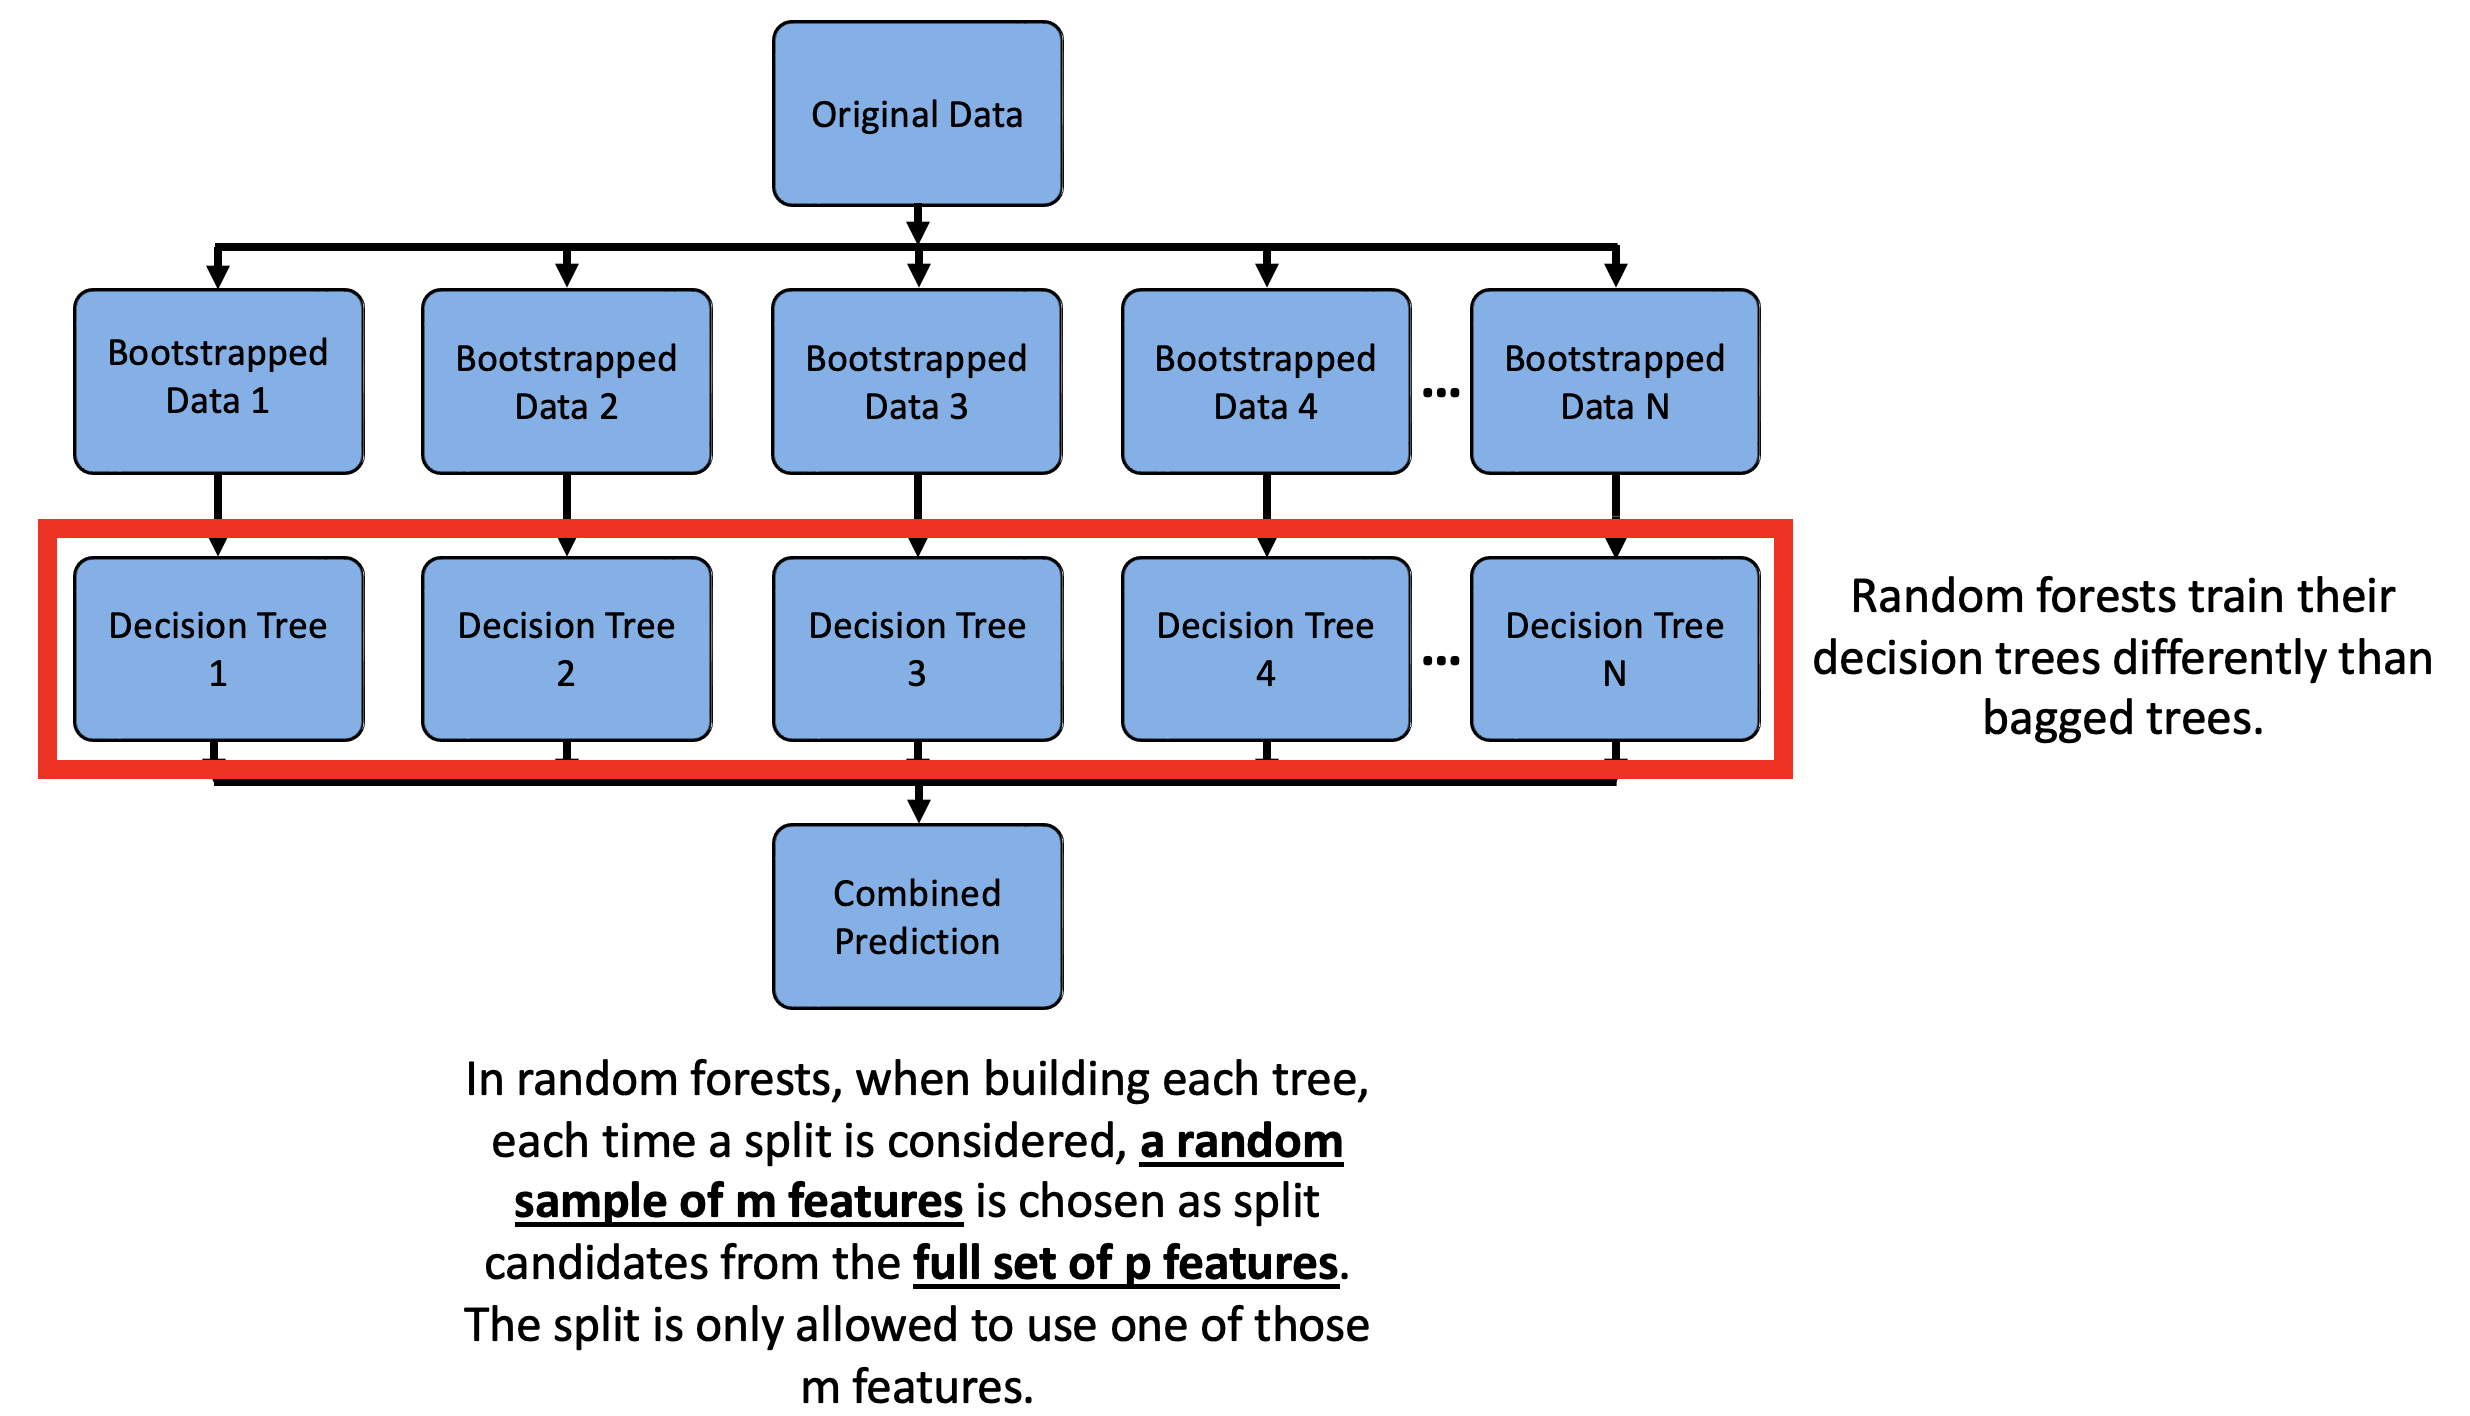 Original Data
Bootstrapped
Data 1
Bootstrapped
Data 2
Bootstrapped
Data 3
Bootstrapped
Data 4
...
Bootstrapped
Data N
Decision Tree
1
Decision Tree
2
Decision Tree
3
Decision Tree
4
...
Decision Tree
N
Random forests train their
decision trees differently than
bagged trees.
Combined
Prediction
In random forests, when building each tree,
each time a split is considered, a random
sample of m features is chosen as split
candidates from the full set of p features.
The split is only allowed to use one of those
m features.